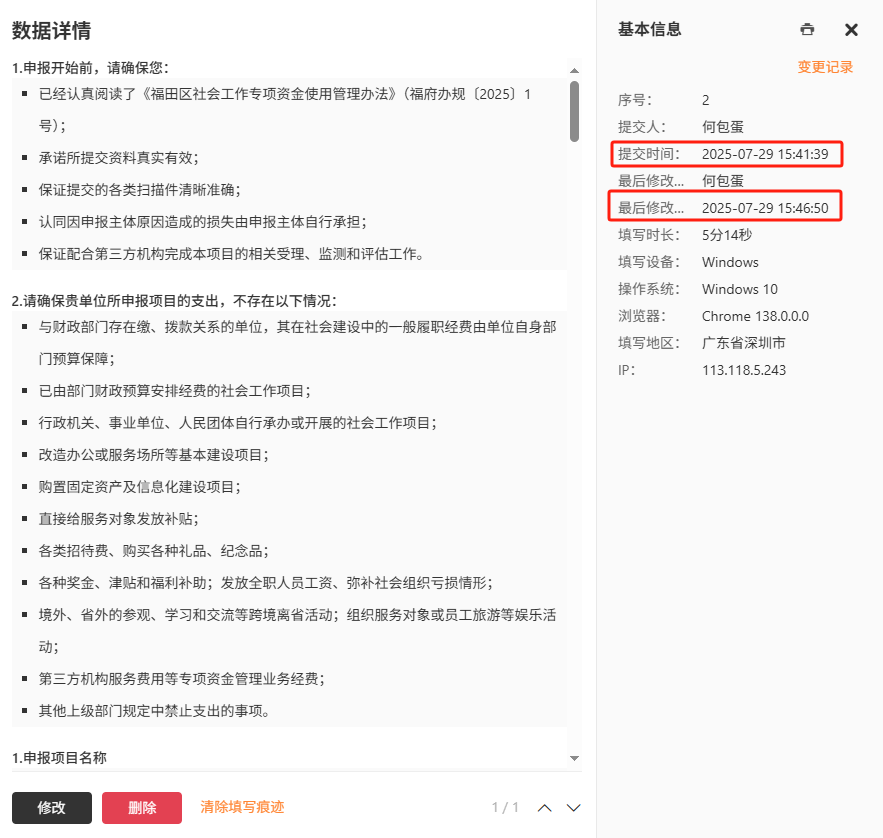 数据详情
1.申报开始前，请确保您：
已经认真阅读了《福田区社会工作专项资金使用管理办法》（福府办规〔2025〕1
号）；
承诺所提交资料真实有效；
保证提交的各类扫描件清晰准确；
认同因申报主体原因造成的损失由申报主体自行承担；
保证配合第三方机构完成本项目的相关受理、监测和评估工作。
2.请确保贵单位所申报项目的支出，不存在以下情况：
与财政部门存在缴、拨款关系的单位，其在社会建设中的一般履职经费由单位自身部
门预算保障；
已由部门财政预算安排经费的社会工作项目；
行政机关、事业单位、人民团体自行承办或开展的社会工作项目；
改造办公或服务场所等基本建设项目；
购置固定资产及信息化建设项目；
直接给服务对象发放补贴；
各类招待费、购买各种礼品、纪念品；
各种奖金、津贴和福利补助；发放全职人员工资、弥补社会组织亏损情形；
境外、省外的参观、学习和交流等跨境离省活动；组织服务对象或员工旅游等娱乐活
动；
第三方机构服务费用等专项资金管理业务经费；
其他上级部门规定中禁止支出的事项。
1.申报项目名称
修改 删除 清除填写痕迹 1 / 1
基本信息
变更记录
序号： 2
提交人： 何包蛋
提交时间： 2025-07-29 15:41:39
最后修改... 何包蛋
最后修改... 2025-07-29 15:46:50
填写时长： 5分14秒
填写设备： Windows
操作系统： Windows 10
浏览器： Chrome 138.0.0.0
填写地区： 广东省深圳市
IP： 113.118.5.243